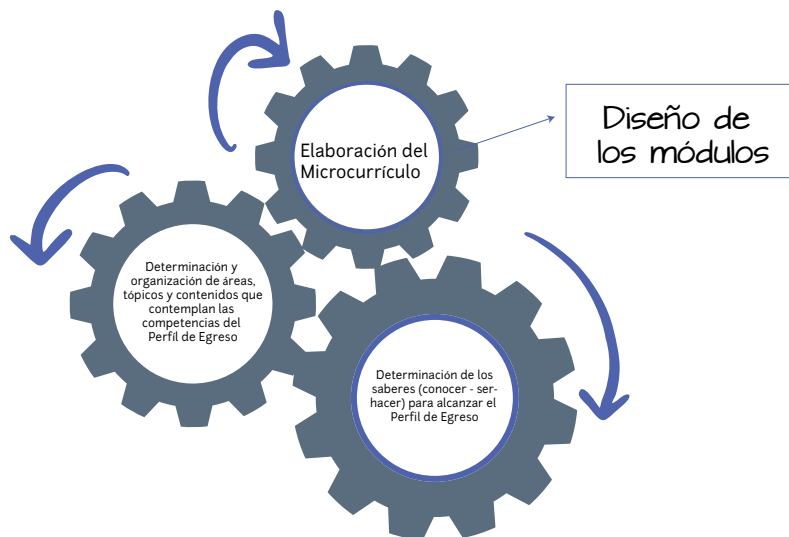 Elaboración del
Microcurrículo
Diseño de
los módulos
Determinación y
organización de áreas,
tópicos y contenidos que
contemplan las
competencias del
Perfil de Egreso
Determinación de los
saberes (conocer - ser-
hacer) para alcanzar el
Perfil de Egreso